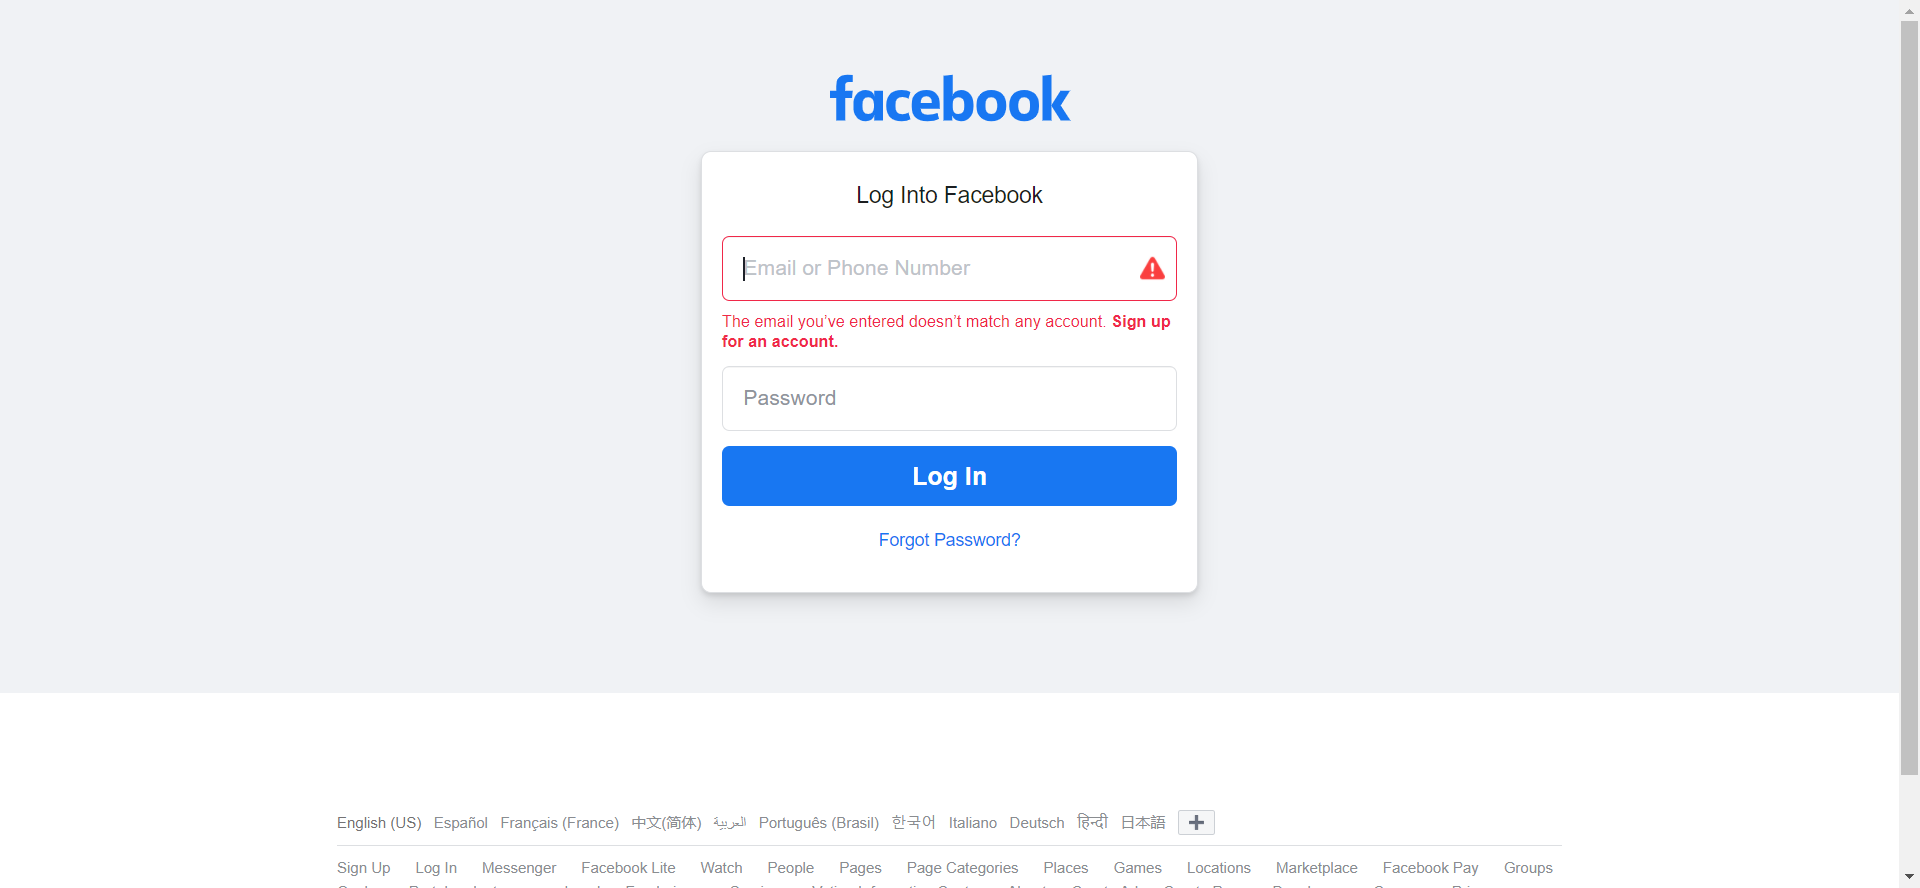 facebook
Log Into Facebook
Email or Phone Number
The email you've entered doesn't match any account. Sign up
for an account.
Password
Log In
Forgot Password?
English (US) Español Français (France) 中文(简体) العربية Português (Brasil) 한국어 Italiano Deutsch हिन्दी 日本語
Sign Up Log In Messenger Facebook Lite Watch People Pages Page Categories Places Games Locations Marketplace Facebook Pay Groups